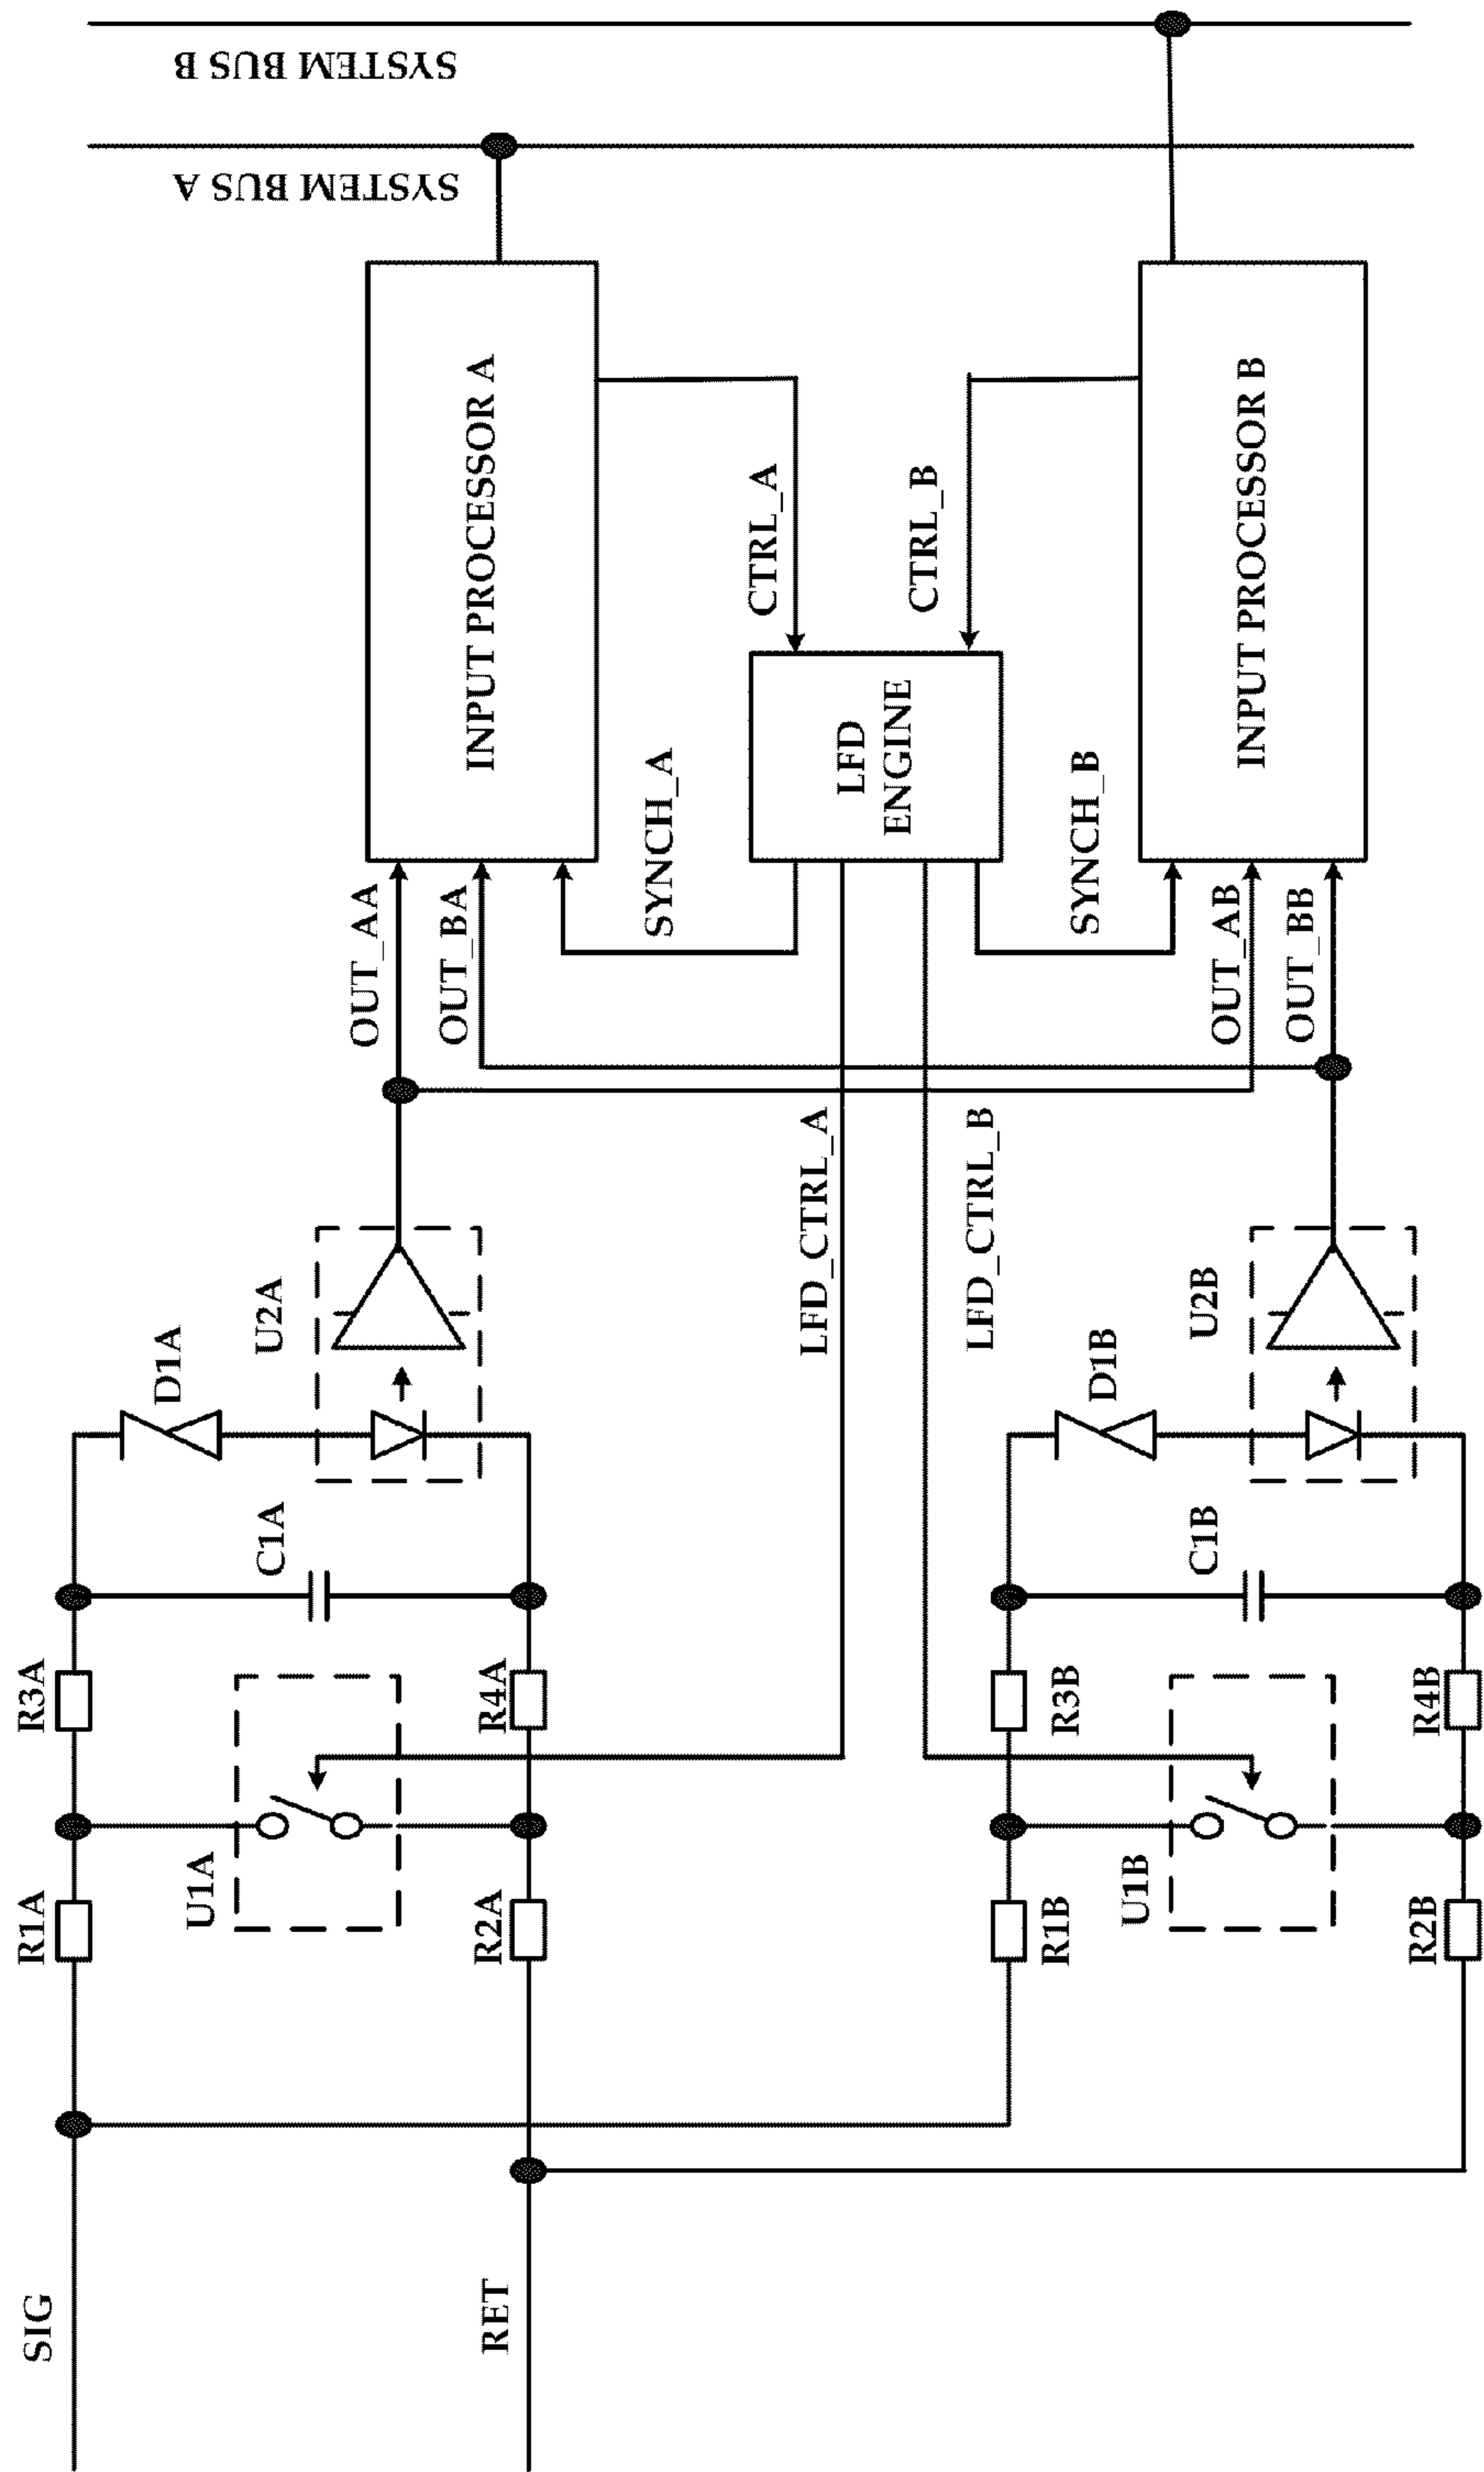 SIG
RET
R1A
R2A
U1A
R3A
R4A
C1A
D1A
U2A
R1B
R2B
U1B
R3B
R4B
C1B
D1B
U2B
LFD_CTRL_A
LFD_CTRL_B
OUT_AA
OUT_BA
OUT_AB
OUT_BB
SYNCH_A
SYNCH_B
LFD
ENGINE
CTRL_A
CTRL_B
INPUT PROCESSOR A
INPUT PROCESSOR B
SYSTEM BUS A
SYSTEM BUS B